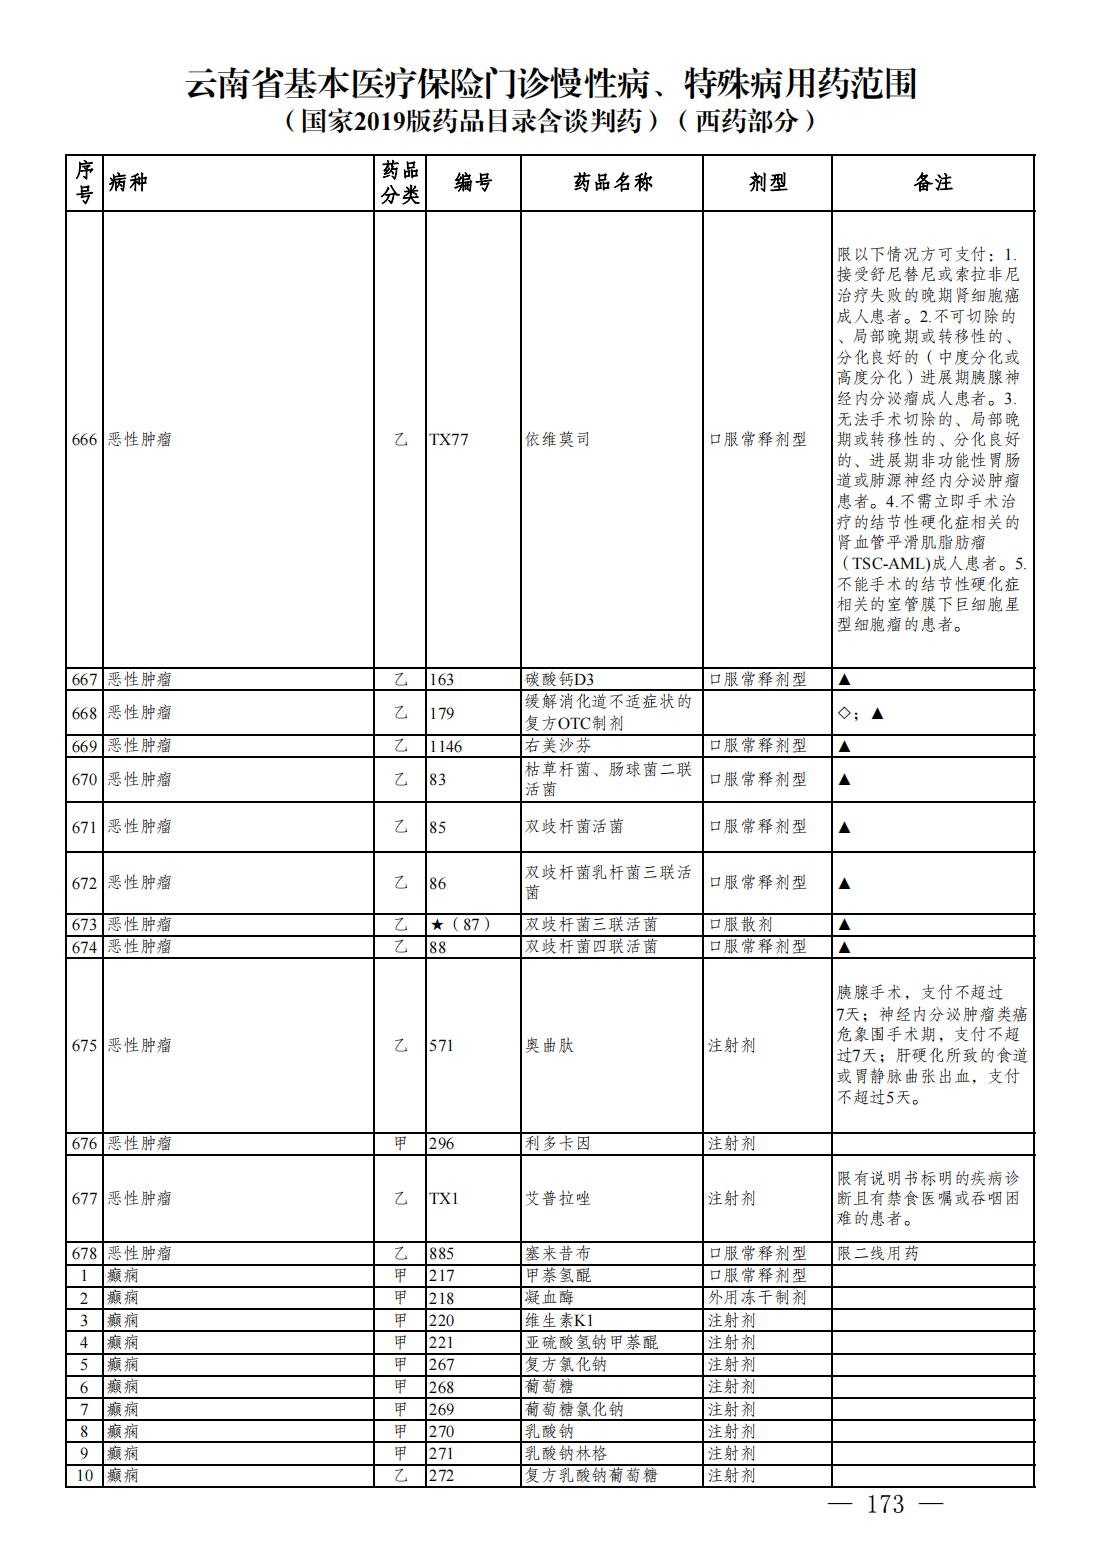 云南省基本医疗保险门诊慢性病、特殊病用药范围
（国家2019版药品目录含谈判药）（西药部分）
序号 病种 药品分类 编号 药品名称 剂型 备注
666 恶性肿瘤 乙 TX77 依维莫司 口服常释剂型
限以下情况方可支付：1.
接受舒尼替尼或索拉非尼
治疗失败的晚期肾细胞癌
成人患者。2.不可切除的
、局部晚期或转移性的、
分化良好的（中度分化或
高度分化）进展期胰腺神
经内分泌瘤成人患者。3.
无法手术切除的、局部晚
期或转移性的、分化良好
的、进展期非功能性胃肠
道或肺源神经内分泌肿瘤
患者。4.不需立即手术治
疗的结节性硬化症相关的
肾血管平滑肌脂肪瘤
（TSC-AML)成人患者。5.
不能手术的结节性硬化症
相关的室管膜下巨细胞星
型细胞瘤的患者。
667 恶性肿瘤 乙 163 碳酸钙D3 口服常释剂型 ▲
668 恶性肿瘤 乙 179 缓解消化道不适症状的
复方OTC制剂 ◇；▲
669 恶性肿瘤 乙 1146 右美沙芬 口服常释剂型 ▲
670 恶性肿瘤 乙 83 枯草杆菌、肠球菌二联
活菌 口服常释剂型 ▲
671 恶性肿瘤 乙 85 双歧杆菌活菌 口服常释剂型 ▲
672 恶性肿瘤 乙 86 双歧杆菌乳杆菌三联活
菌 口服常释剂型 ▲
673 恶性肿瘤 乙 ★（87） 双歧杆菌三联活菌 口服散剂 ▲
674 恶性肿瘤 乙 88 双歧杆菌四联活菌 口服常释剂型 ▲
675 恶性肿瘤 乙 571 奥曲肽 注射剂
胰腺手术，支付不超过
7天；神经内分泌肿瘤类癌
危象围手术期，支付不超
过7天；肝硬化所致的食道
或胃静脉曲张出血，支付
不超过5天。
676 恶性肿瘤 甲 296 利多卡因 注射剂
677 恶性肿瘤 乙 TX1 艾普拉唑 注射剂
限有说明书标明的疾病诊
断且有禁食医嘱或吞咽困
难的患者。
678 恶性肿瘤 乙 885 塞来昔布 口服常释剂型 限二线用药
1 癫痫 甲 217 甲萘氢醌 口服常释剂型
2 癫痫 甲 218 凝血酶 外用冻干制剂
3 癫痫 甲 220 维生素K1 注射剂
4 癫痫 甲 221 亚硫酸氢钠甲萘醌 注射剂
5 癫痫 甲 267 复方氯化钠 注射剂
6 癫痫 甲 268 葡萄糖 注射剂
7 癫痫 甲 269 葡萄糖氯化钠 注射剂
8 癫痫 甲 270 乳酸钠 注射剂
9 癫痫 甲 271 乳酸钠林格 注射剂
10 癫痫 乙 272 复方乳酸钠葡萄糖 注射剂
— 173 —